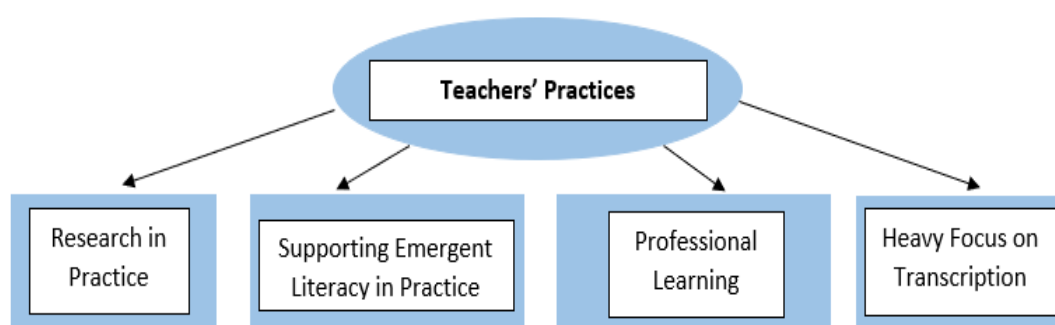 Teachers’ Practices
Research in
Practice
Supporting Emergent
Literacy in Practice
Professional
Learning
Heavy Focus on
Transcription